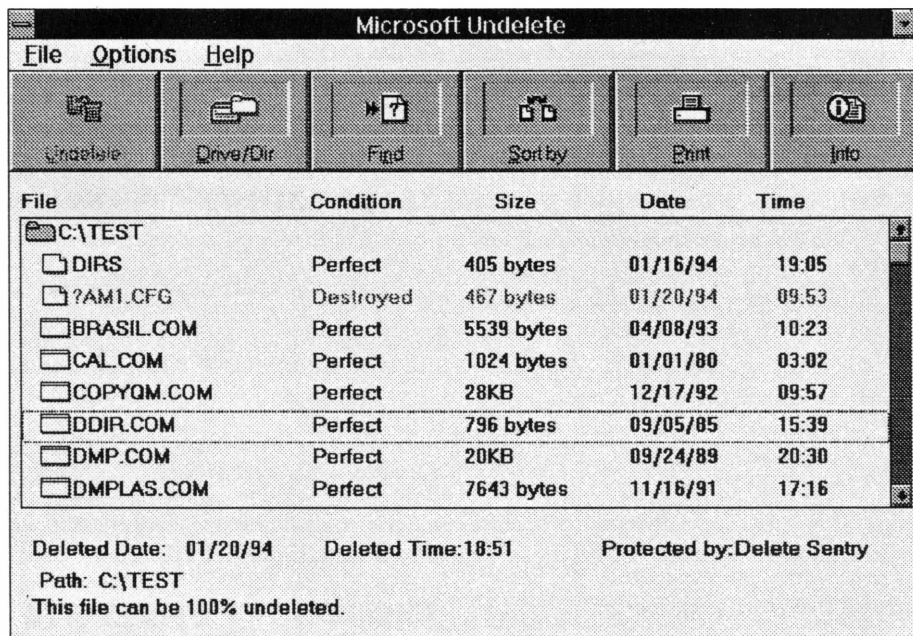 Microsoft Undelete
File Options Help
Undelete Drive/Dir Find Sort by Print Info
File Condition Size Date Time
C:\TEST
DIRS Perfect 405 bytes 01/16/94 19:05
?AM1.CFG Destroyed 467 bytes 01/20/94 09:53
BRASIL.COM Perfect 5539 bytes 04/08/93 10:23
CAL.COM Perfect 1024 bytes 01/01/80 03:02
COPYQM.COM Perfect 28KB 12/17/92 09:57
DDIR.COM Perfect 796 bytes 09/05/85 15:39
DMP.COM Perfect 20KB 09/24/89 20:30
DMPLAS.COM Perfect 7643 bytes 11/16/91 17:16
Deleted Date: 01/20/94 Deleted Time:18:51 Protected by:Delete Sentry
Path: C:\TEST
This file can be 100% undeleted.